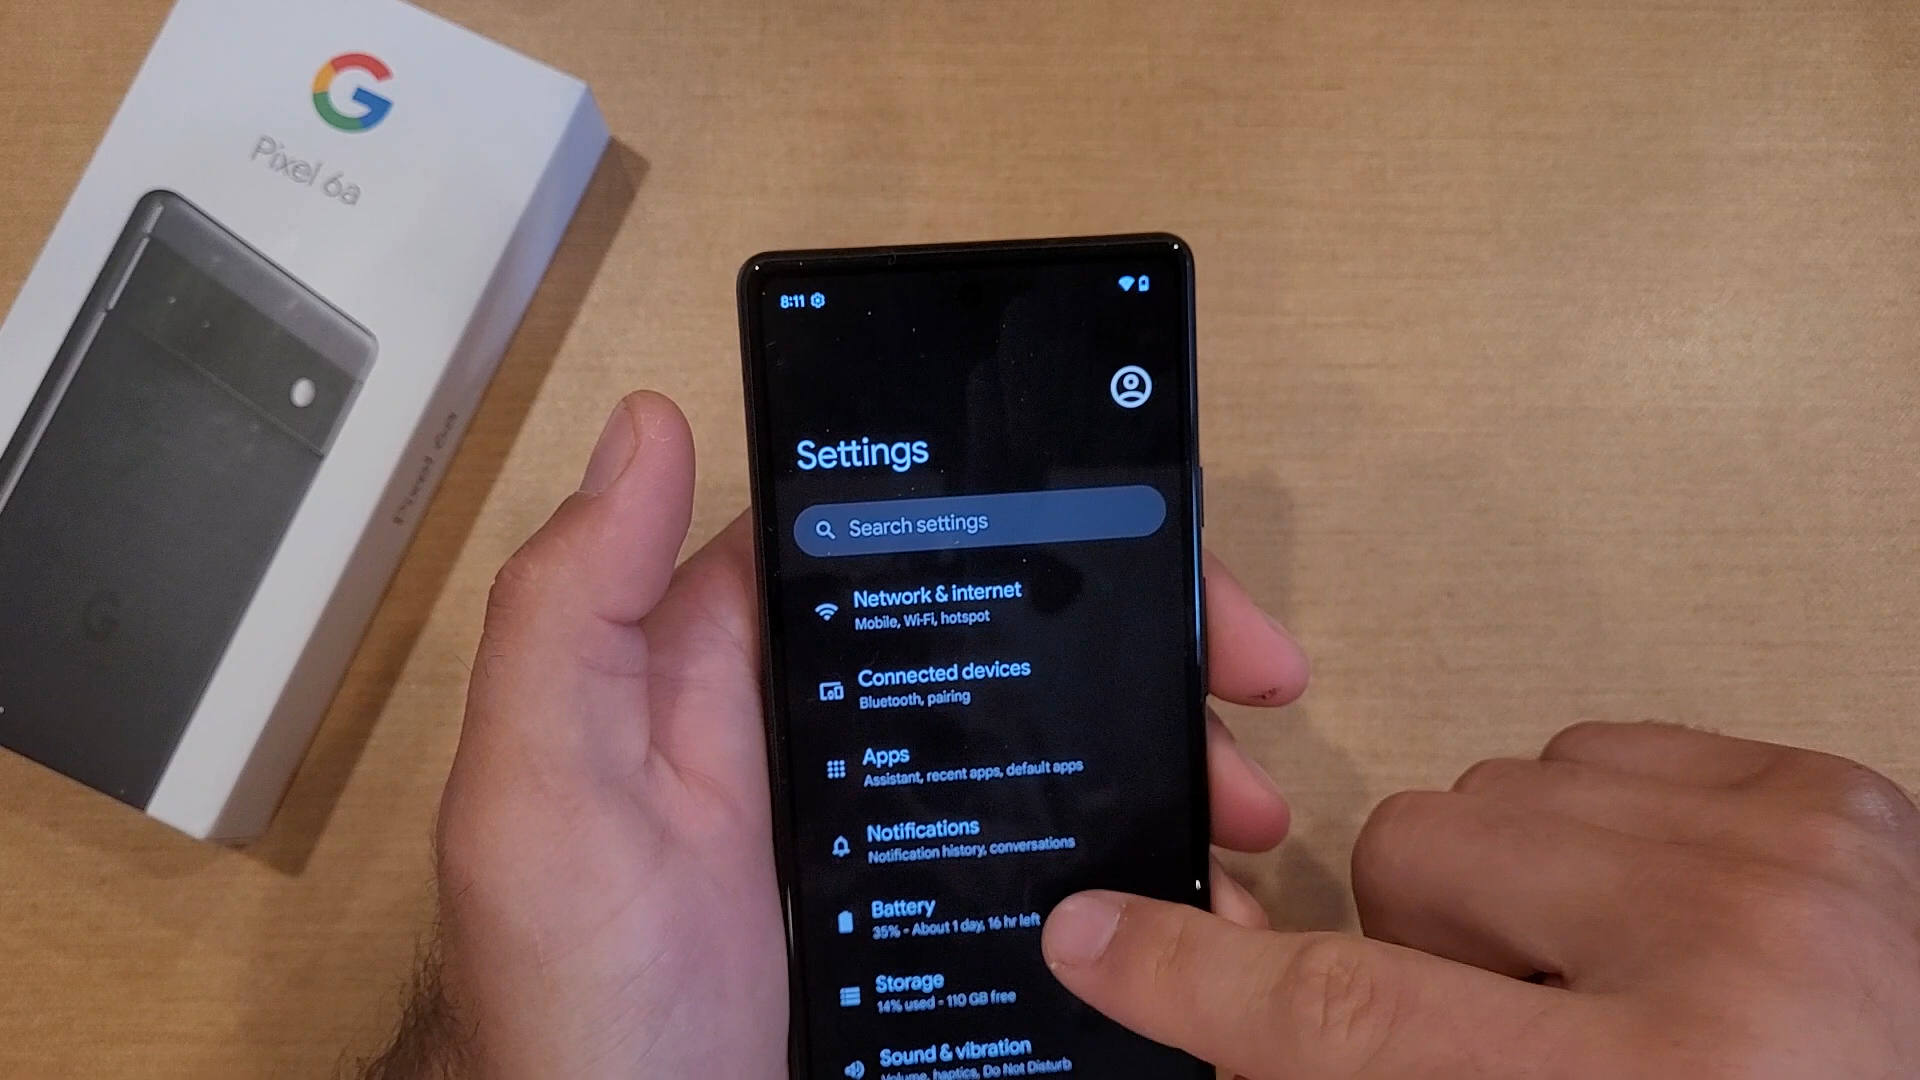 G
Pixel 6a
Pixel 6a
8:11
Settings
Search settings
Network & internet
Mobile, Wi-Fi, hotspot
Connected devices
Bluetooth, pairing
Apps
Assistant, recent apps, default apps
Notifications
Notification history, conversations
Battery
35% - About 1 day, 16 hr left
Storage
14% used - 110 GB free
Sound & vibration
Volume, haptics, Do Not Disturb